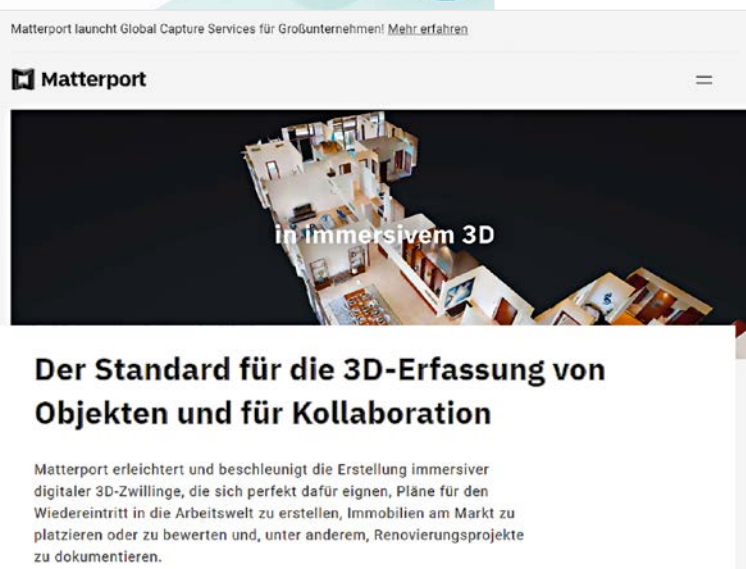 Matterport launcht Global Capture Services für Großunternehmen! Mehr erfahren
Matterport
in immersivem 3D
Der Standard für die 3D-Erfassung von
Objekten und für Kollaboration
Matterport erleichtert und beschleunigt die Erstellung immersiver
digitaler 3D-Zwillinge, die sich perfekt dafür eignen, Pläne für den
Wiedereintritt in die Arbeitswelt zu erstellen, Immobilien am Markt zu
platzieren oder zu bewerten und, unter anderem, Renovierungsprojekte
zu dokumentieren.